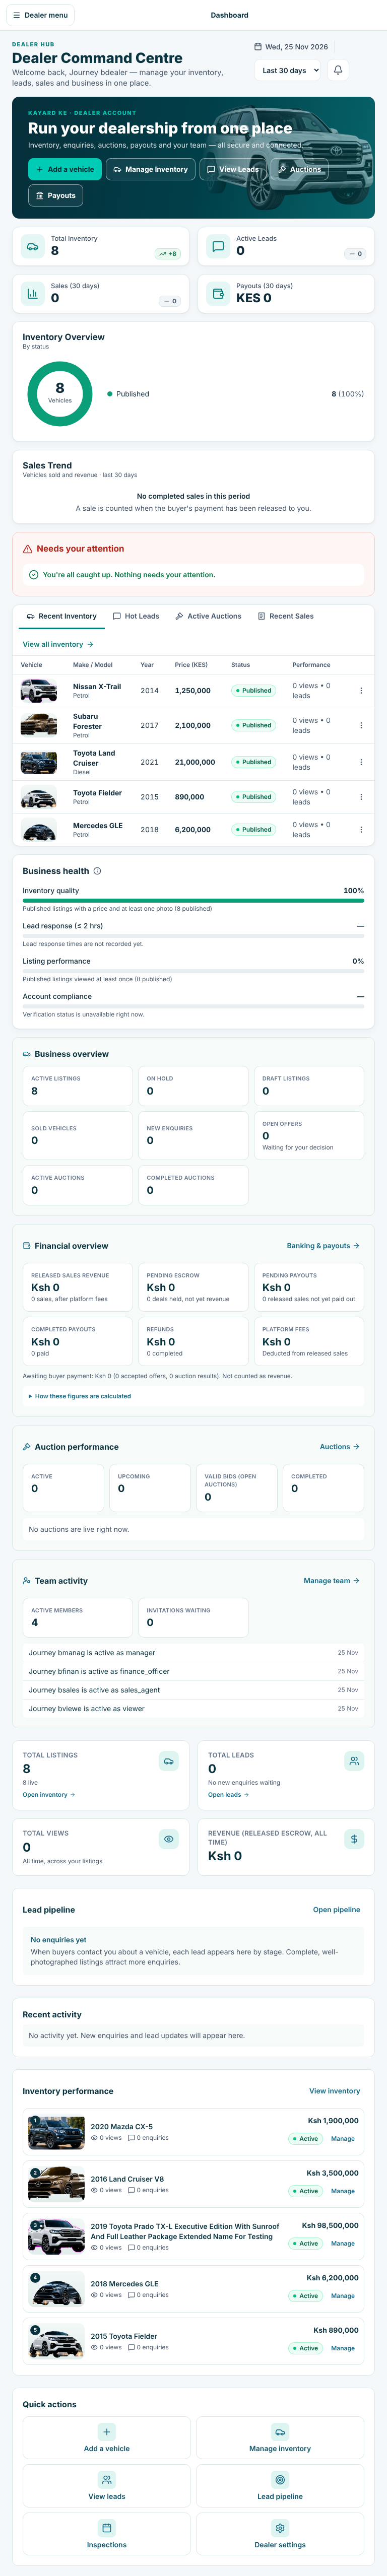 Dealer menu
Dashboard
DEALER HUB
Dealer Command Centre
Welcome back, Journey bdealer — manage your inventory,
leads, sales and business in one place.
Wed, 25 Nov 2026
Last 30 days
KAYARD KE · DEALER ACCOUNT
Run your dealership from one place
Inventory, enquiries, auctions, payouts and your team — all secure and connected.
Add a vehicle
Manage Inventory
View Leads
Auctions
Payouts
Total Inventory
8
+8
Active Leads
0
0
Sales (30 days)
0
0
Payouts (30 days)
KES 0
Inventory Overview
By status
8
Vehicles
Published
8 (100%)
Sales Trend
Vehicles sold and revenue · last 30 days
No completed sales in this period
A sale is counted when the buyer's payment has been released to you.
Needs your attention
You're all caught up. Nothing needs your attention.
Recent Inventory
Hot Leads
Active Auctions
Recent Sales
View all inventory →
Vehicle Make / Model Year Price (KES) Status Performance
Nissan X-Trail
Petrol
2014 1,250,000 Published 0 views • 0 leads
Subaru Forester
Petrol
2017 2,100,000 Published 0 views • 0 leads
Toyota Land Cruiser
Diesel
2021 21,000,000 Published 0 views • 0 leads
Toyota Fielder
Petrol
2015 890,000 Published 0 views • 0 leads
Mercedes GLE
Petrol
2018 6,200,000 Published 0 views • 0 leads
Business health
Inventory quality 100%
Published listings with a price and at least one photo (8 published)
Lead response (≤ 2 hrs) —
Lead response times are not recorded yet.
Listing performance 0%
Published listings viewed at least once (8 published)
Account compliance —
Verification status is unavailable right now.
Business overview
ACTIVE LISTINGS
8
ON HOLD
0
DRAFT LISTINGS
0
SOLD VEHICLES
0
NEW ENQUIRIES
0
OPEN OFFERS
0
Waiting for your decision
ACTIVE AUCTIONS
0
COMPLETED AUCTIONS
0
Financial overview
Banking & payouts →
RELEASED SALES REVENUE
Ksh 0
0 sales, after platform fees
PENDING ESCROW
Ksh 0
0 deals held, not yet revenue
PENDING PAYOUTS
Ksh 0
0 released sales not yet paid out
COMPLETED PAYOUTS
Ksh 0
0 paid
REFUNDS
Ksh 0
0 completed
PLATFORM FEES
Ksh 0
Deducted from released sales
Awaiting buyer payment: Ksh 0 (0 accepted offers, 0 auction results). Not counted as revenue.
▸ How these figures are calculated
Auction performance
Auctions →
ACTIVE
0
UPCOMING
0
VALID BIDS (OPEN AUCTIONS)
0
COMPLETED
0
No auctions are live right now.
Team activity
Manage team →
ACTIVE MEMBERS
4
INVITATIONS WAITING
0
Journey bmanag is active as manager 25 Nov
Journey bfinan is active as finance_officer 25 Nov
Journey bsales is active as sales_agent 25 Nov
Journey bviewe is active as viewer 25 Nov
TOTAL LISTINGS
8
8 live
Open inventory →
TOTAL LEADS
0
No new enquiries waiting
Open leads →
TOTAL VIEWS
0
All time, across your listings
REVENUE (RELEASED ESCROW, ALL TIME)
Ksh 0
Lead pipeline
Open pipeline
No enquiries yet
When buyers contact you about a vehicle, each lead appears here by stage. Complete, well-
photographed listings attract more enquiries.
Recent activity
No activity yet. New enquiries and lead updates will appear here.
Inventory performance
View inventory
1
2020 Mazda CX-5
0 views 0 enquiries
Ksh 1,900,000
Active Manage
2
2016 Land Cruiser V8
0 views 0 enquiries
Ksh 3,500,000
Active Manage
3
2019 Toyota Prado TX-L Executive Edition With Sunroof
And Full Leather Package Extended Name For Testing
0 views 0 enquiries
Ksh 98,500,000
Active Manage
4
2018 Mercedes GLE
0 views 0 enquiries
Ksh 6,200,000
Active Manage
5
2015 Toyota Fielder
0 views 0 enquiries
Ksh 890,000
Active Manage
Quick actions
Add a vehicle
Manage inventory
View leads
Lead pipeline
Inspections
Dealer settings